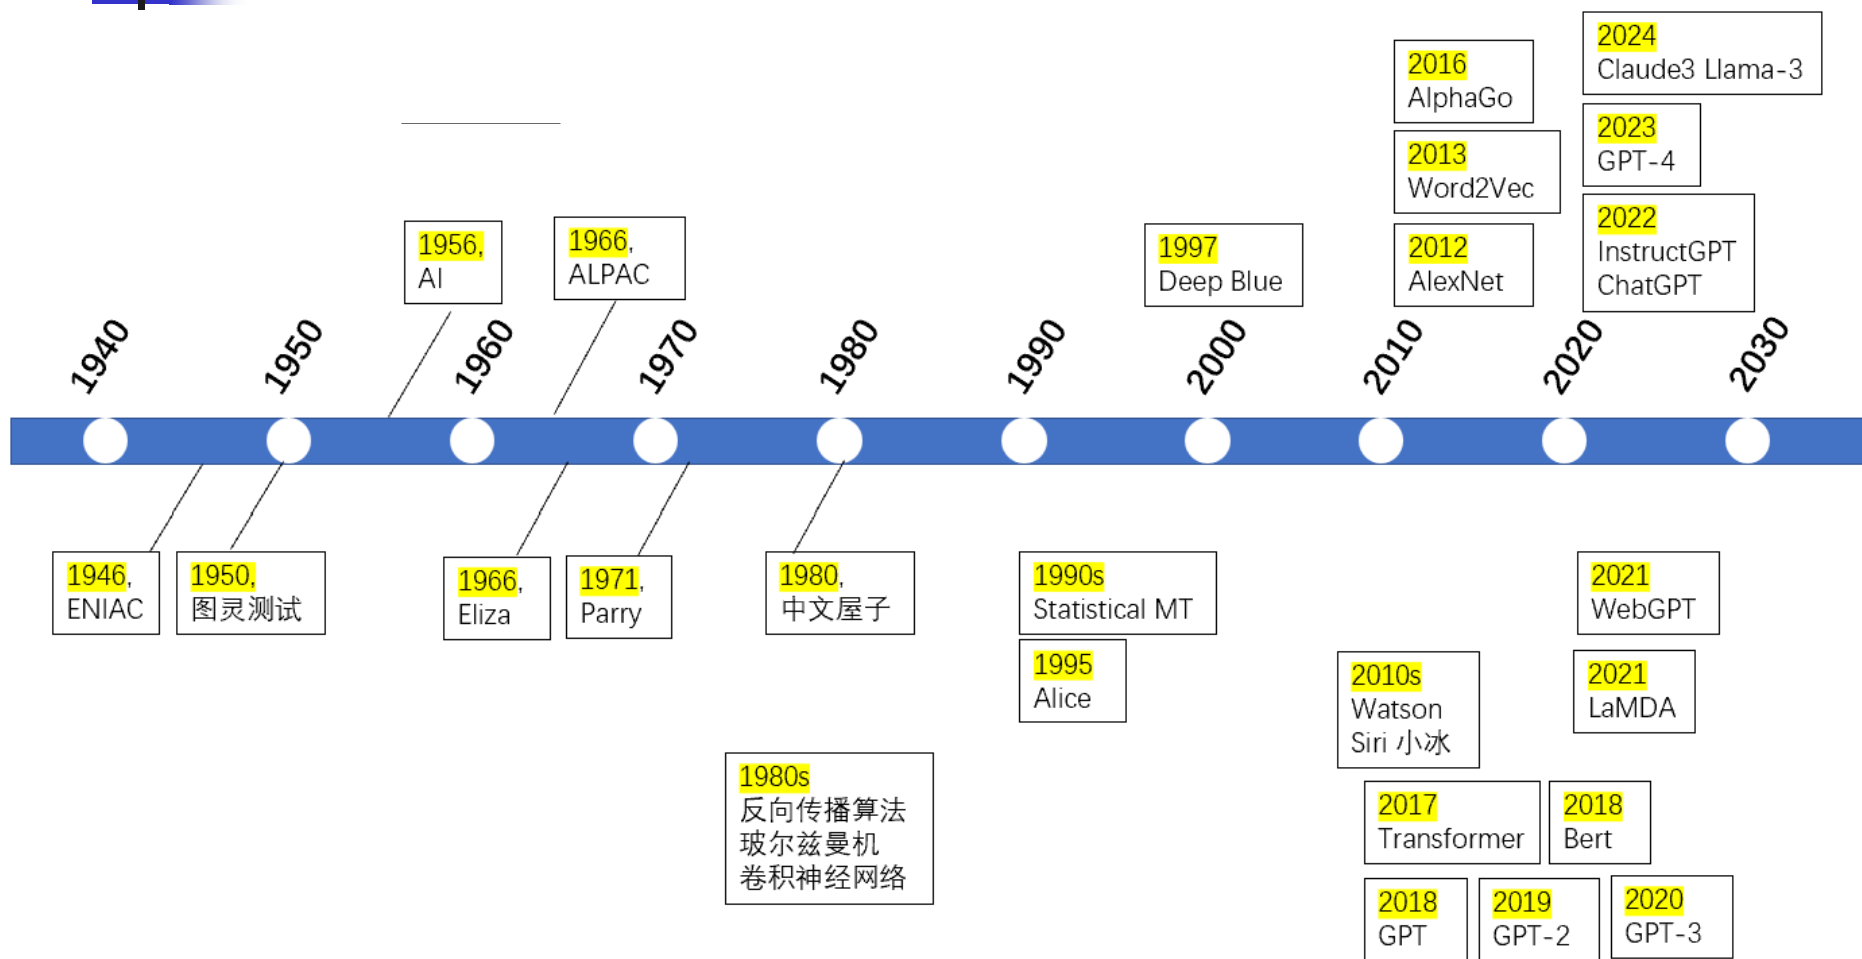 2024
Claude3 Llama-3
2016
AlphaGo
2023
GPT-4
2013
Word2Vec
2022
InstructGPT
ChatGPT
1956,
AI
1966,
ALPAC
1997
Deep Blue
2012
AlexNet
1940
1950
1960
1970
1980
1990
2000
2010
2020
2030
1946,
ENIAC
1950,
图灵测试
1966,
Eliza
1971,
Parry
1980,
中文屋子
1990s
Statistical MT
2021
WebGPT
1995
Alice
2010s
Watson
Siri 小冰
2021
LaMDA
1980s
反向传播算法
玻尔兹曼机
卷积神经网络
2017
Transformer
2018
Bert
2018
GPT
2019
GPT-2
2020
GPT-3